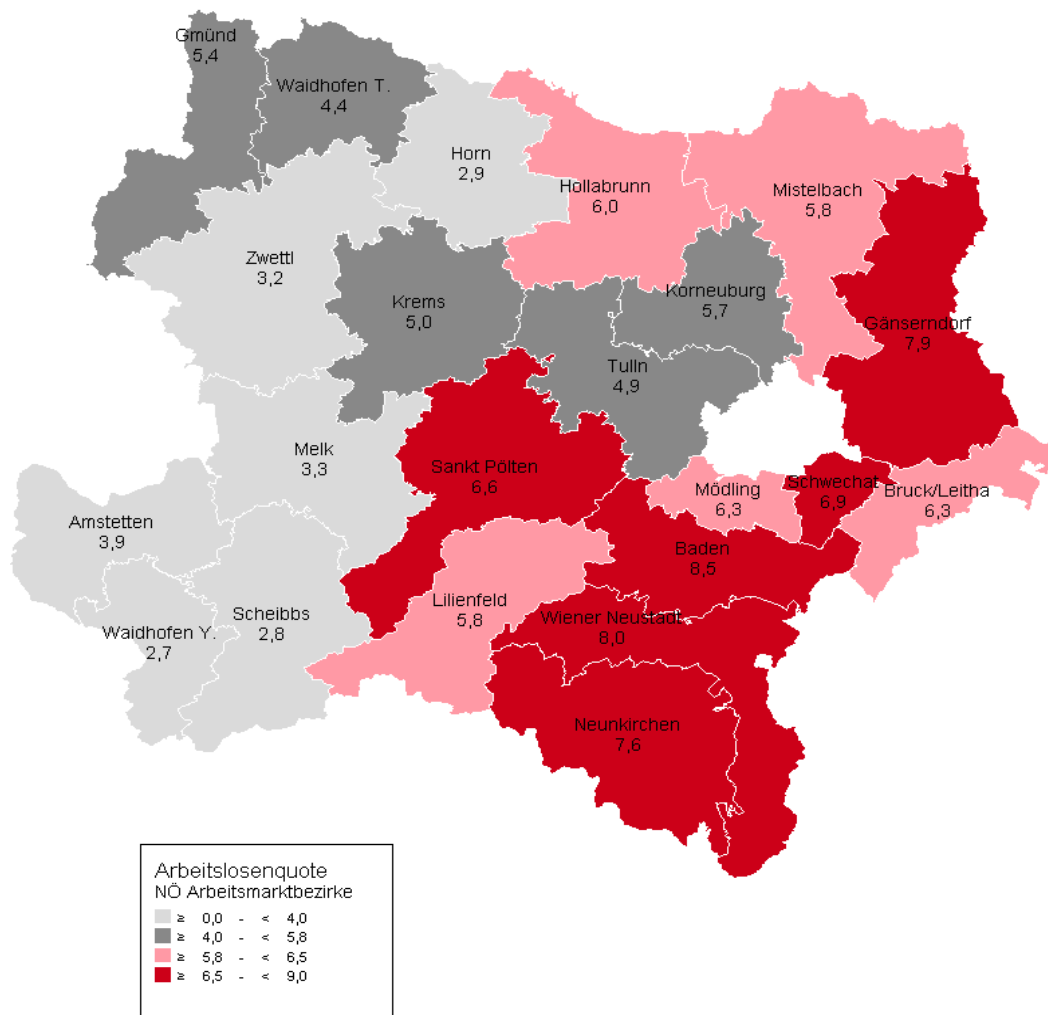 Gmünd
5,4
Waidhofen T.
4,4
Horn
2,9
Hollabrunn
6,0
Mistelbach
5,8
Zwettl
3,2
Krems
5,0
Korneuburg
5,7
Gänserndorf
7,9
Tulln
4,9
Melk
3,3
Sankt Pölten
6,6
Mödling
6,3
Schwechat
6,9
Bruck/Leitha
6,3
Amstetten
3,9
Baden
8,5
Scheibbs
2,8
Lilienfeld
5,8
Wiener Neustadt
8,0
Waidhofen Y.
2,7
Neunkirchen
7,6
Arbeitslosenquote
NÖ Arbeitsmarktbezirke
≥ 0,0 - < 4,0
≥ 4,0 - < 5,8
≥ 5,8 - < 6,5
≥ 6,5 - < 9,0